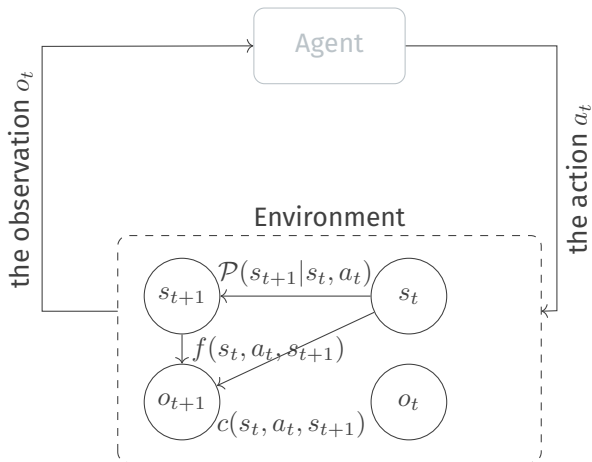 Agent
the observation $o_t$
the action $a_t$
Environment
$\mathcal{P}(s_{t+1}|s_t, a_t)$
$s_{t+1}$
$s_t$
$f(s_t, a_t, s_{t+1})$
$o_{t+1}$
$o_t$
$c(s_t, a_t, s_{t+1})$